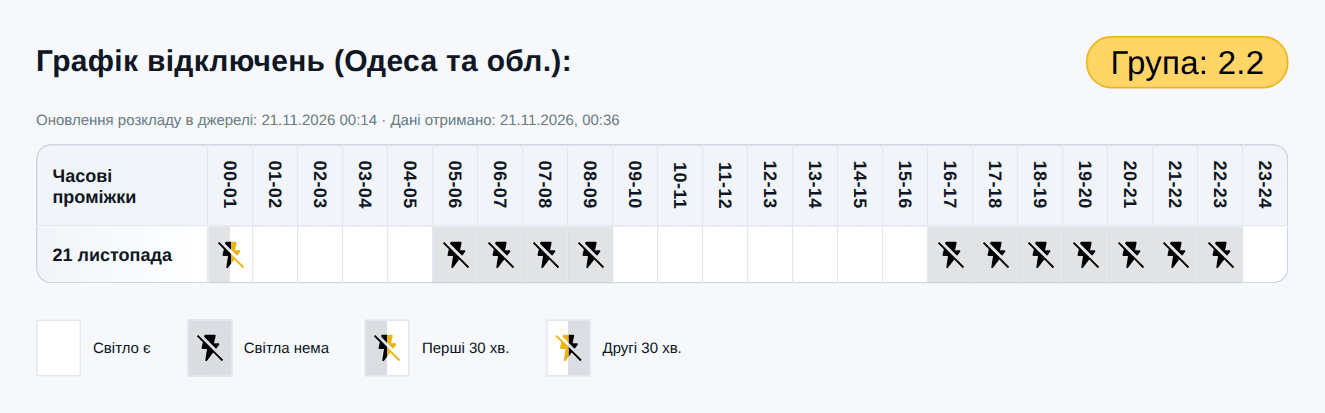 Графік відключень (Одеса та обл.):
Група: 2.2
Оновлення розкладу в джерелі: 21.11.2026 00:14 · Дані отримано: 21.11.2026, 00:36
Часові
проміжки
00-01
01-02
02-03
03-04
04-05
05-06
06-07
07-08
08-09
09-10
10-11
11-12
12-13
13-14
14-15
15-16
16-17
17-18
18-19
19-20
20-21
21-22
22-23
23-24
21 листопада
Світло є
Світла нема
Перші 30 хв.
Другі 30 хв.